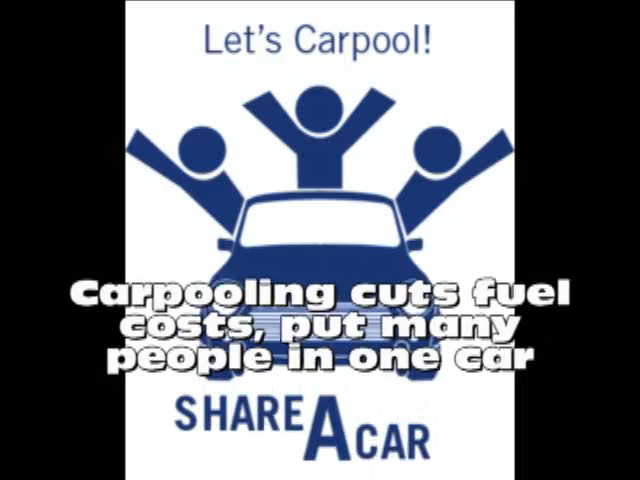 Let's Carpool!
Carpooling cuts fuel
costs, put many
people in one car
SHARE A CAR